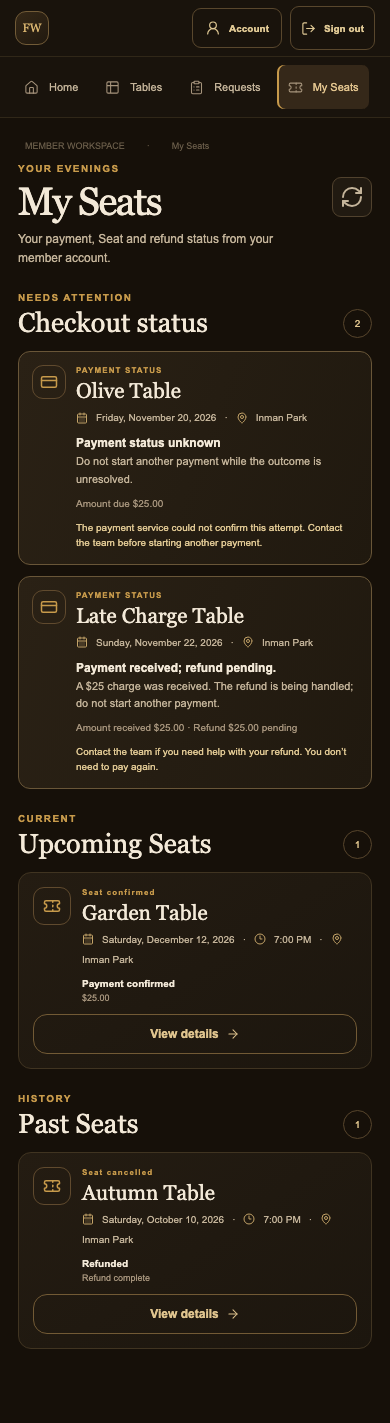 FW
Account
Sign out
Home
Tables
Requests
My Seats
MEMBER WORKSPACE · My Seats
YOUR EVENINGS
My Seats
Your payment, Seat and refund status from your
member account.
NEEDS ATTENTION
Checkout status
2
PAYMENT STATUS
Olive Table
Friday, November 20, 2026 · Inman Park
Payment status unknown
Do not start another payment while the outcome is
unresolved.
Amount due $25.00
The payment service could not confirm this attempt. Contact
the team before starting another payment.
PAYMENT STATUS
Late Charge Table
Sunday, November 22, 2026 · Inman Park
Payment received; refund pending.
A $25 charge was received. The refund is being handled;
do not start another payment.
Amount received $25.00 · Refund $25.00 pending
Contact the team if you need help with your refund. You don't
need to pay again.
CURRENT
Upcoming Seats
1
Seat confirmed
Garden Table
Saturday, December 12, 2026 · 7:00 PM ·
Inman Park
Payment confirmed
$25.00
View details →
HISTORY
Past Seats
1
Seat cancelled
Autumn Table
Saturday, October 10, 2026 · 7:00 PM ·
Inman Park
Refunded
Refund complete
View details →